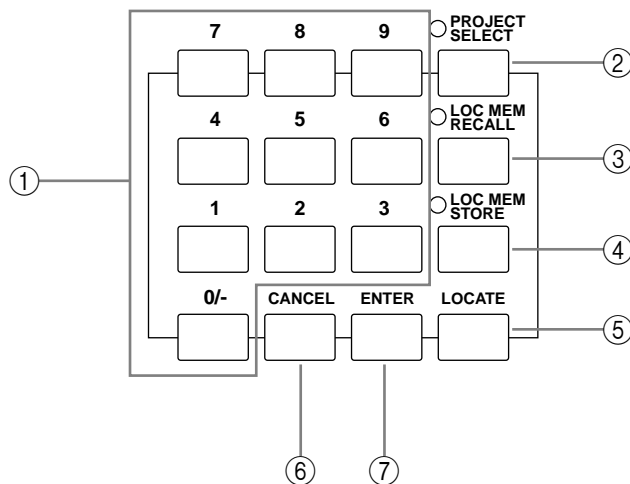 7 8 9 PROJECT
SELECT
②
4 5 6 LOC MEM
RECALL
③
①
1 2 3 LOC MEM
STORE
④
0/- CANCEL ENTER LOCATE
⑤
⑥ ⑦